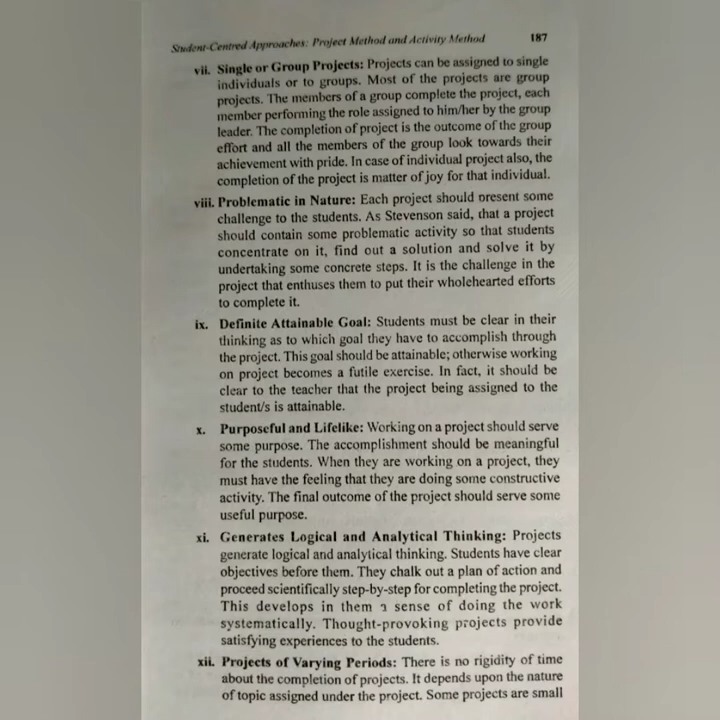 Student-Centred Approaches: Project Method and Activity Method 187
vii. Single or Group Projects: Projects can be assigned to single
individuals or to groups. Most of the projects are group
projects. The members of a group complete the project, each
member performing the role assigned to him/her by the group
leader. The completion of project is the outcome of the group
effort and all the members of the group look towards their
achievement with pride. In case of individual project also, the
completion of the project is matter of joy for that individual.
viii. Problematic in Nature: Each project should present some
challenge to the students. As Stevenson said, that a project
should contain some problematic activity so that students
concentrate on it, find out a solution and solve it by
undertaking some concrete steps. It is the challenge in the
project that enthuses them to put their wholehearted efforts
to complete it.
ix. Definite Attainable Goal: Students must be clear in their
thinking as to which goal they have to accomplish through
the project. This goal should be attainable; otherwise working
on project becomes a futile exercise. In fact, it should be
clear to the teacher that the project being assigned to the
student/s is attainable.
x. Purposeful and Lifelike: Working on a project should serve
some purpose. The accomplishment should be meaningful
for the students. When they are working on a project, they
must have the feeling that they are doing some constructive
activity. The final outcome of the project should serve some
useful purpose.
xi. Generates Logical and Analytical Thinking: Projects
generate logical and analytical thinking. Students have clear
objectives before them. They chalk out a plan of action and
proceed scientifically step-by-step for completing the project.
This develops in them a sense of doing the work
systematically. Thought-provoking projects provide
satisfying experiences to the students.
xii. Projects of Varying Periods: There is no rigidity of time
about the completion of projects. It depends upon the nature
of topic assigned under the project. Some projects are small